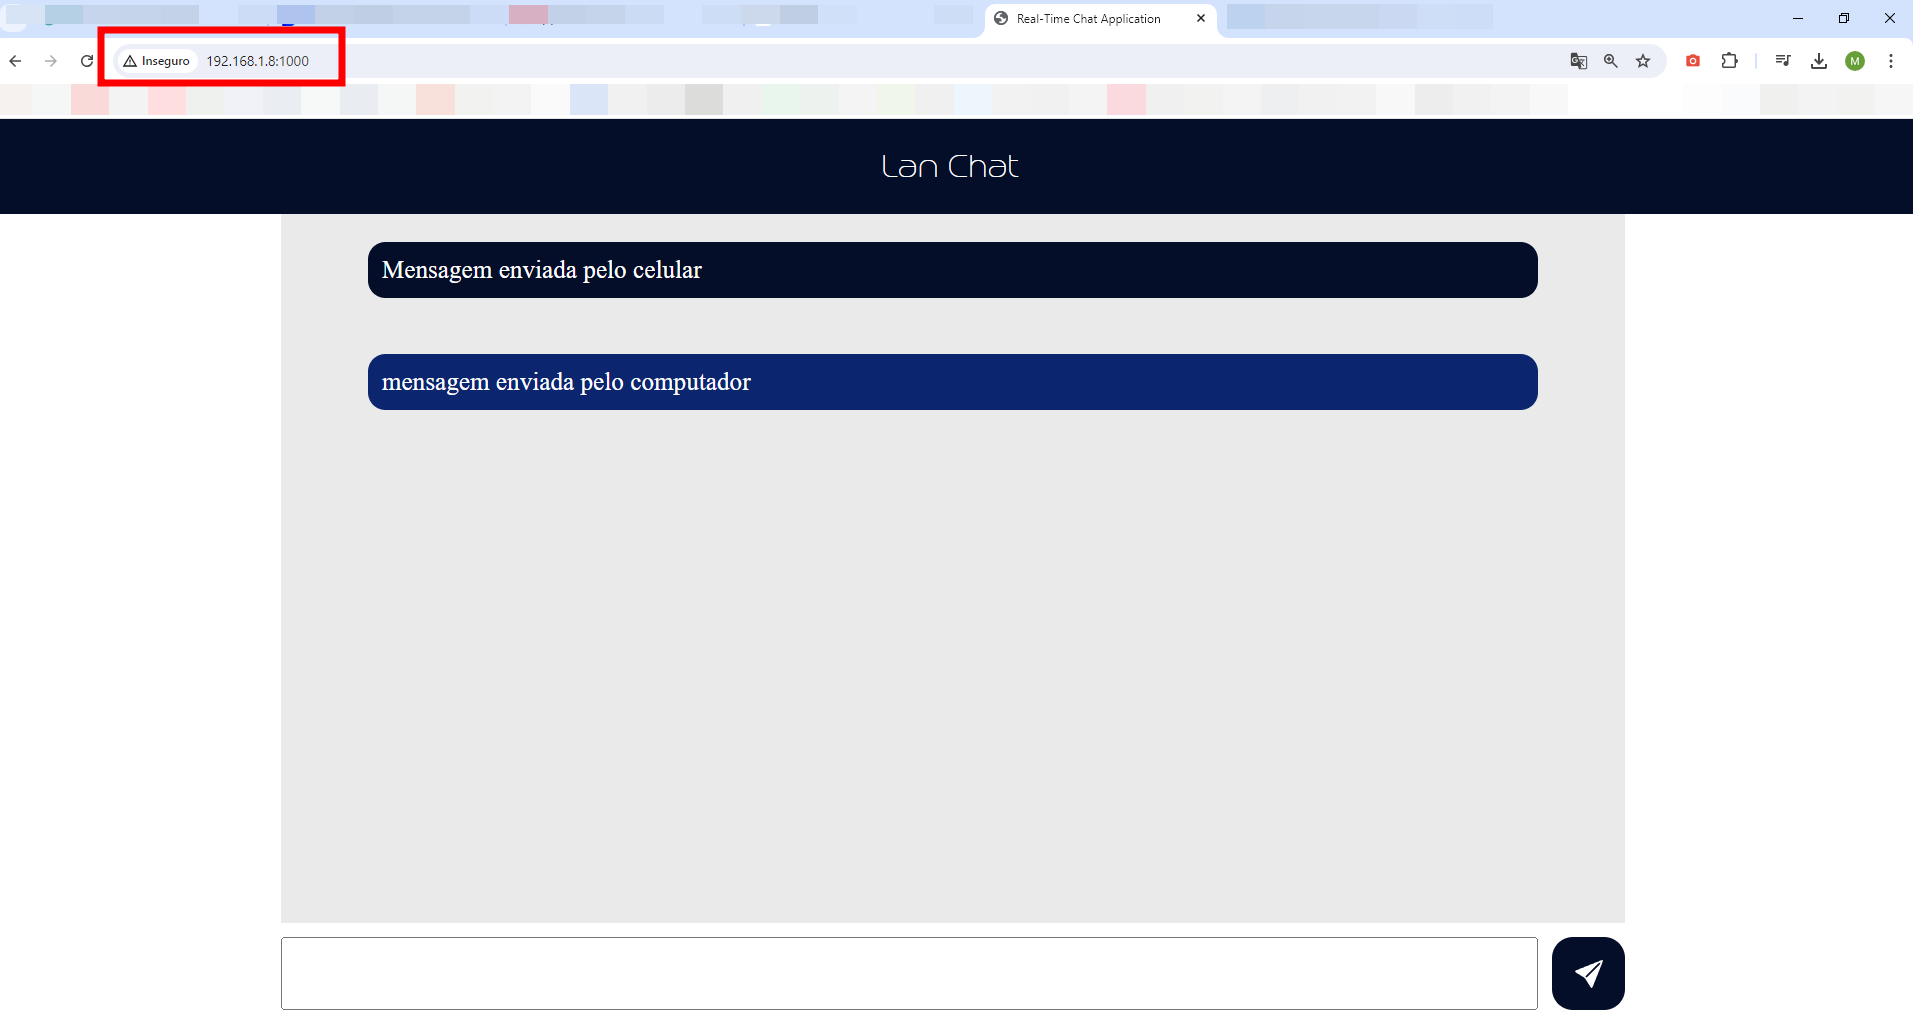 Real-Time Chat Application
Inseguro 192.168.1.8:1000
M
Lan Chat
Mensagem enviada pelo celular
mensagem enviada pelo computador